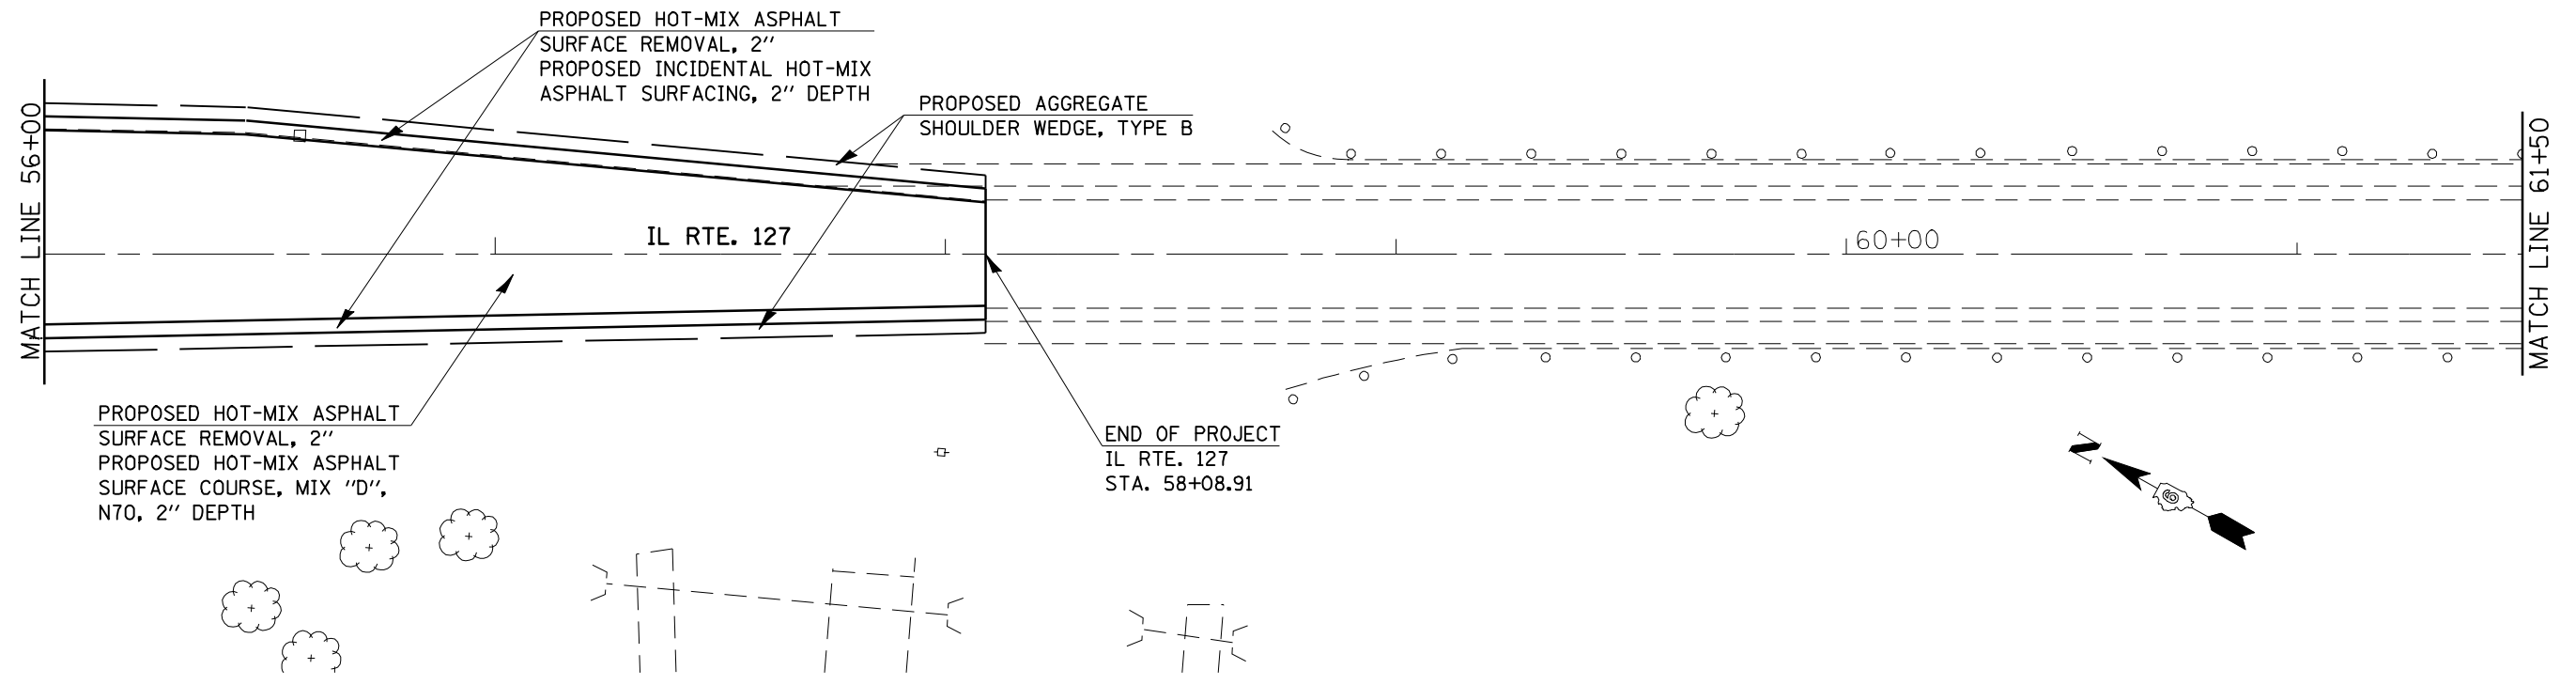 PROPOSED HOT-MIX ASPHALT
SURFACE REMOVAL, 2"
PROPOSED INCIDENTAL HOT-MIX
ASPHALT SURFACING, 2" DEPTH
PROPOSED AGGREGATE
SHOULDER WEDGE, TYPE B
MATCH LINE 56+00
IL RTE. 127
60+00
MATCH LINE 61+50
PROPOSED HOT-MIX ASPHALT
SURFACE REMOVAL, 2"
PROPOSED HOT-MIX ASPHALT
SURFACE COURSE, MIX "D",
N70, 2" DEPTH
END OF PROJECT
IL RTE. 127
STA. 58+08.91
N